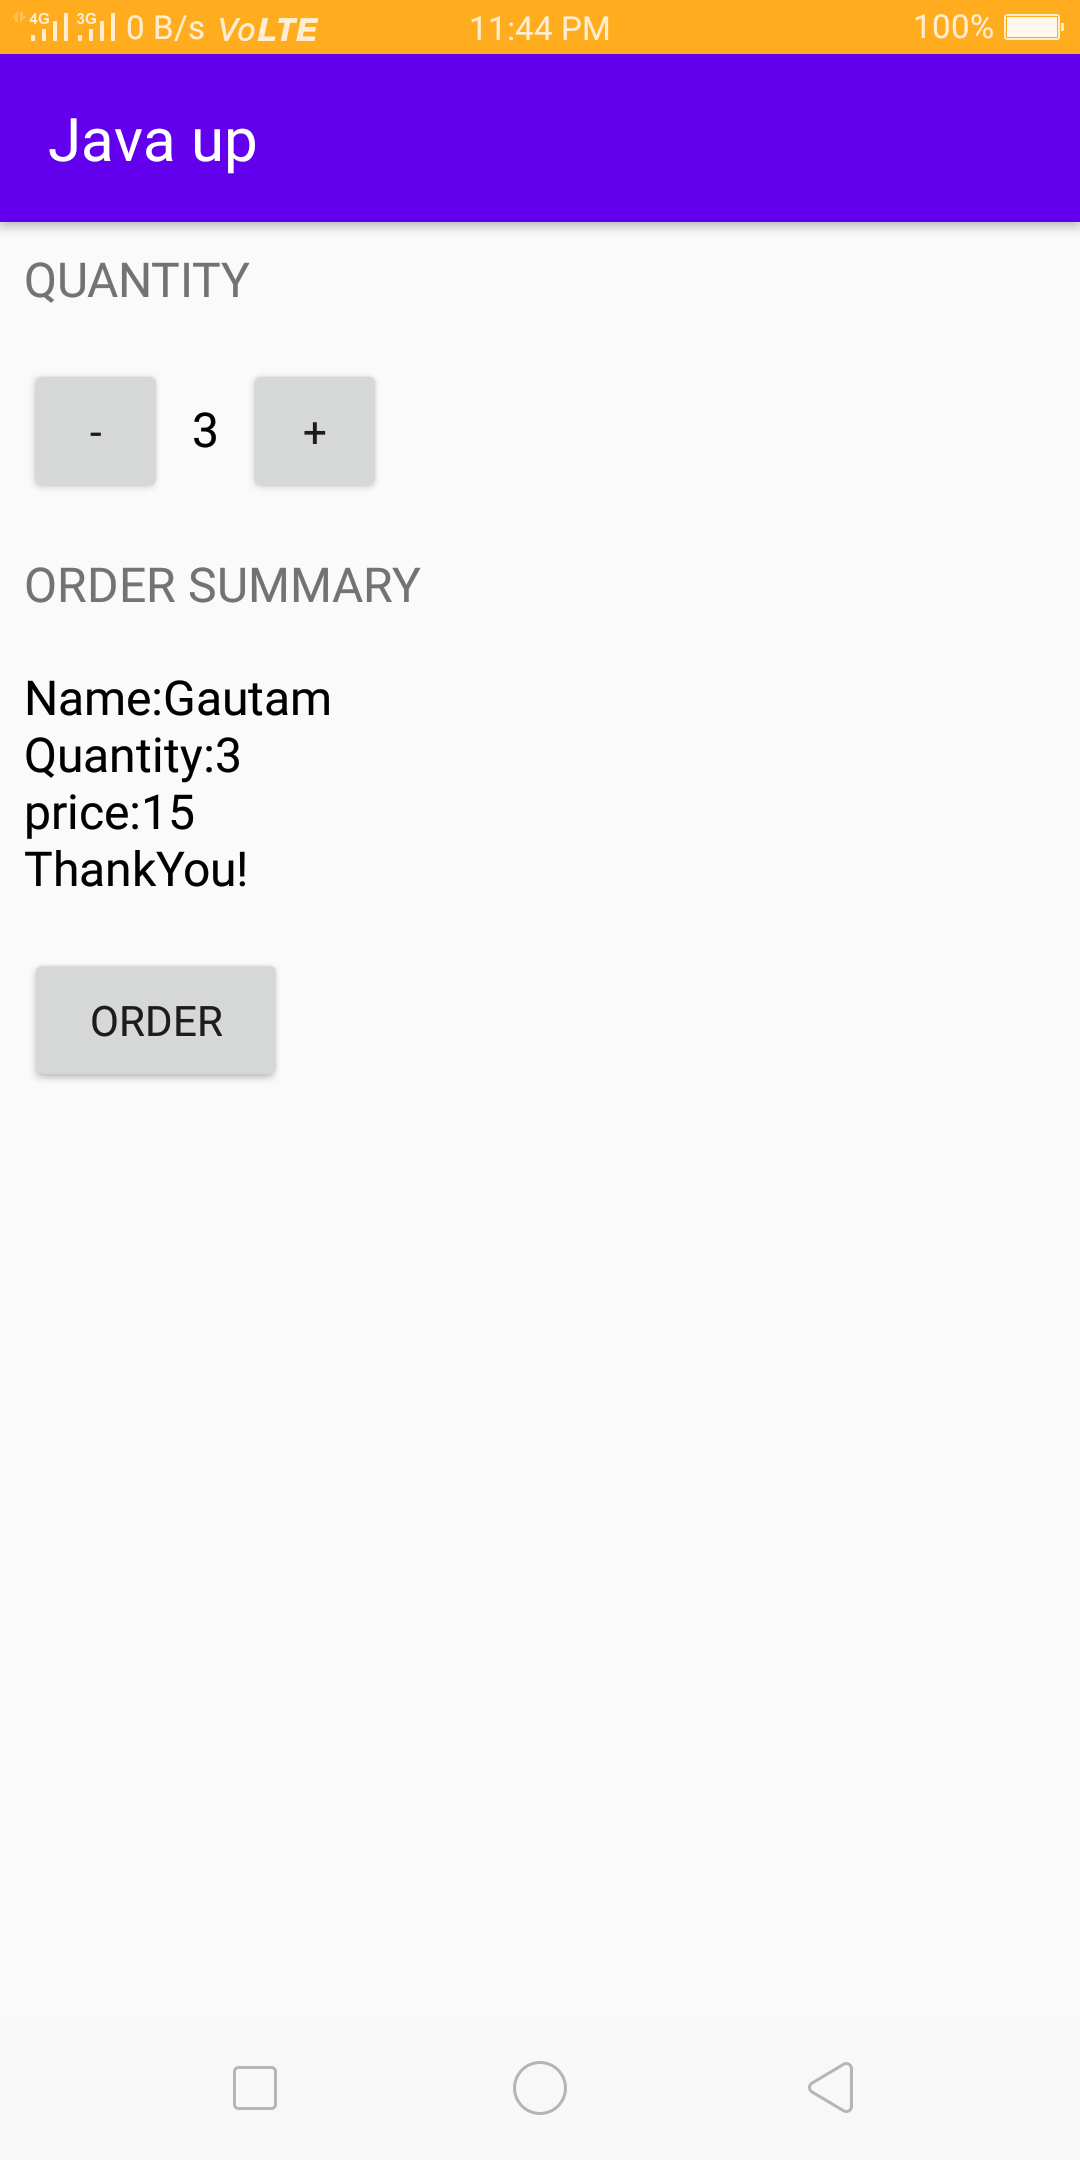 4G 3G 0 B/s VoLTE 11:44 PM 100%
Java up
QUANTITY
- 3 +
ORDER SUMMARY
Name:Gautam
Quantity:3
price:15
ThankYou!
ORDER